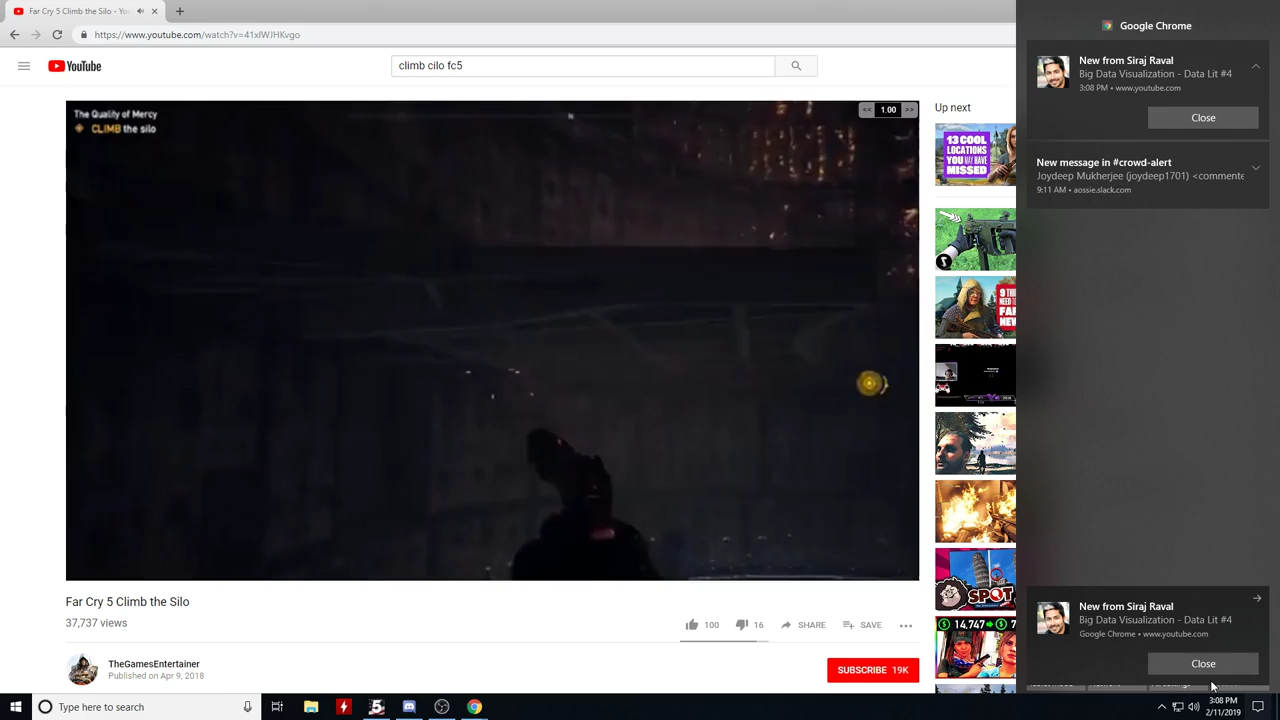 Far Cry 5 Climb the Silo - You
https://www.youtube.com/watch?v=41xIWJHKvgo
YouTube
climb cilo fc5
The Quality of Mercy
CLIMB the silo
<< 1.00 >>
Up next
13 COOL
LOCATIONS
YOU MAY HAVE
MISSED
SPOT
$ 14,747
Far Cry 5 Climb the Silo
37,737 views
100
16
SHARE
SAVE
TheGamesEntertainer
Published on Apr 9, 2018
SUBSCRIBE 19K
Google Chrome
New from Siraj Raval
Big Data Visualization - Data Lit #4
3:08 PM • www.youtube.com
Close
New message in #crowd-alert
Joydeep Mukherjee (joydeep1701) <commente
9:11 AM • aossie.slack.com
New from Siraj Raval
Big Data Visualization - Data Lit #4
Google Chrome • www.youtube.com
Close
Type here to search
3:08 PM
2/11/2019